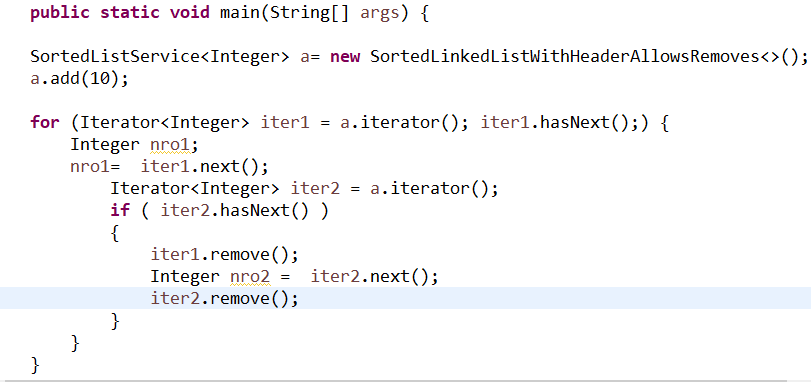 public static void main(String[] args) {
SortedListService<Integer> a= new SortedLinkedListWithHeaderAllowsRemoves<>();
a.add(10);
for (Iterator<Integer> iter1 = a.iterator(); iter1.hasNext();) {
Integer nro1;
nro1=  iter1.next();
Iterator<Integer> iter2 = a.iterator();
if ( iter2.hasNext() )
{
iter1.remove();
Integer nro2 =  iter2.next();
iter2.remove();
}
}
}